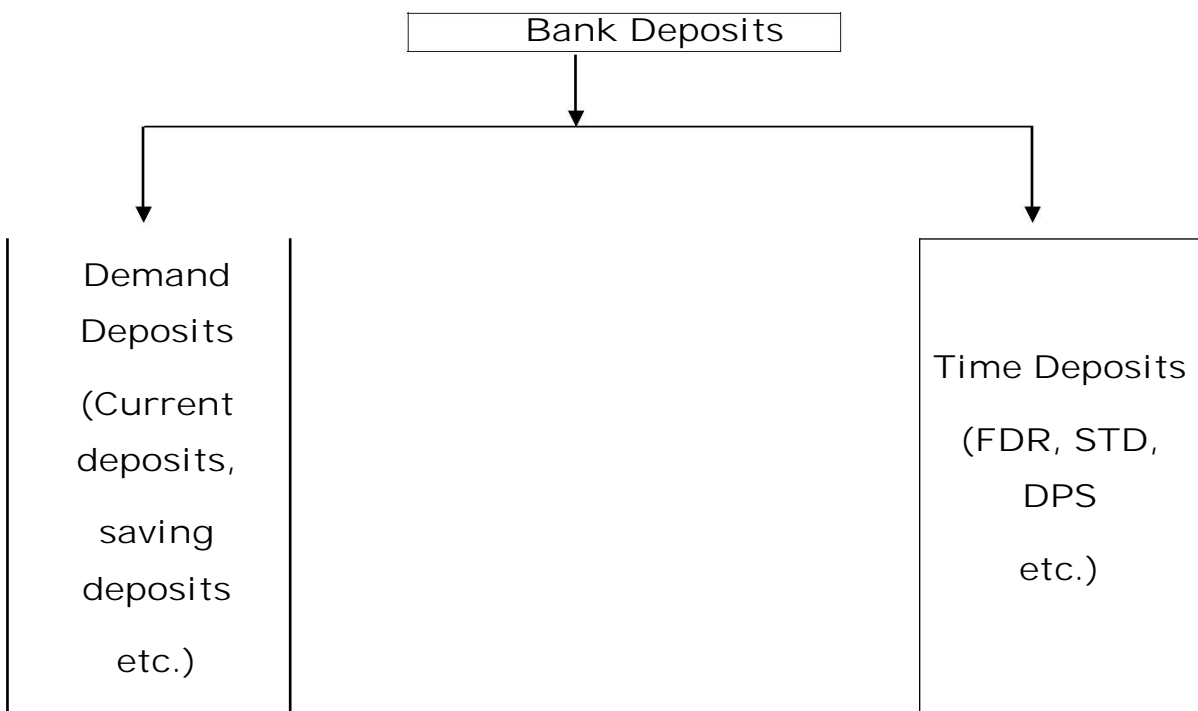 Bank Deposits
Demand
Deposits
(Current
deposits,
saving
deposits
etc.)
Time Deposits
(FDR, STD,
DPS
etc.)